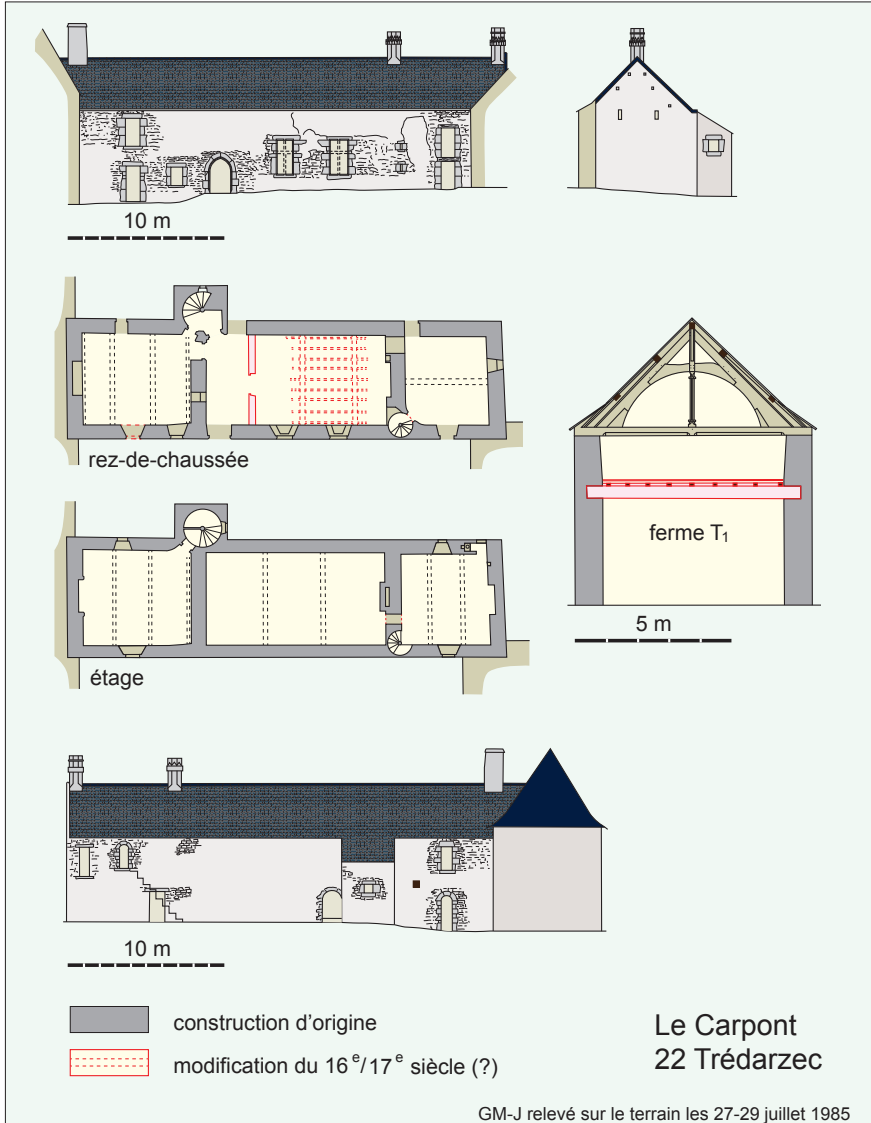 10 m
rez-de-chaussée
ferme T₁
5 m
étage
10 m
construction d'origine
modification du 16ᵉ/17ᵉ siècle (?)
Le Carpont
22 Trédarzec
GM-J relevé sur le terrain les 27-29 juillet 1985